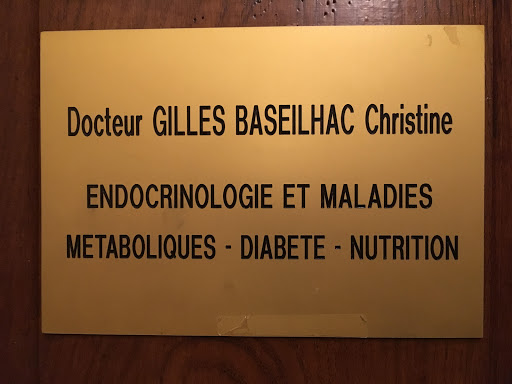 Docteur GILLES BASEILHAC Christine
ENDOCRINOLOGIE ET MALADIES
METABOLIQUES - DIABETE - NUTRITION